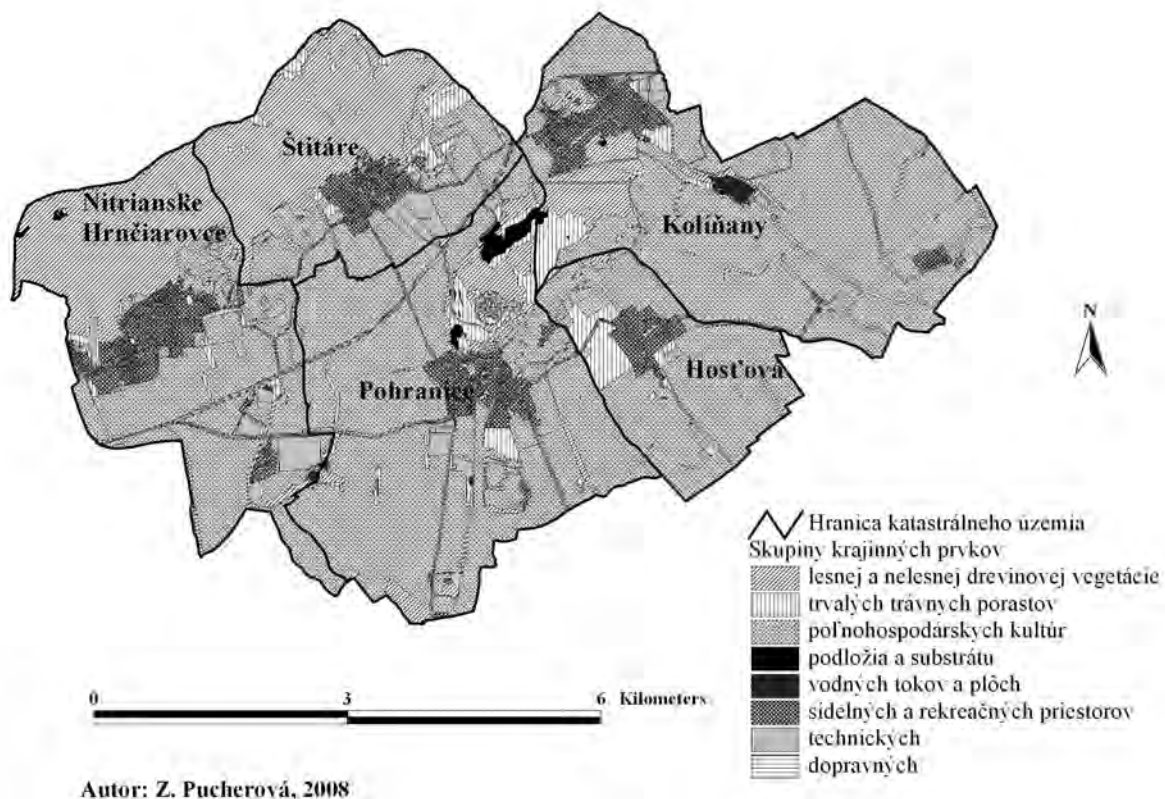 Štitáre
Nitrianske
Hrnčiarovce
Kolíňany
N
Pohranice
Hosťová
Hranica katastrálneho územia
Skupiny krajinných prvkov
lesnej a nelesnej drevinovej vegetácie
trvalých trávnych porastov
poľnohospodárskych kultúr
podložia a substrátu
vodných tokov a plôch
sídelných a rekreačných priestorov
technických
dopravných
0 3 6 Kilometers
Autor: Z. Pucherová, 2008